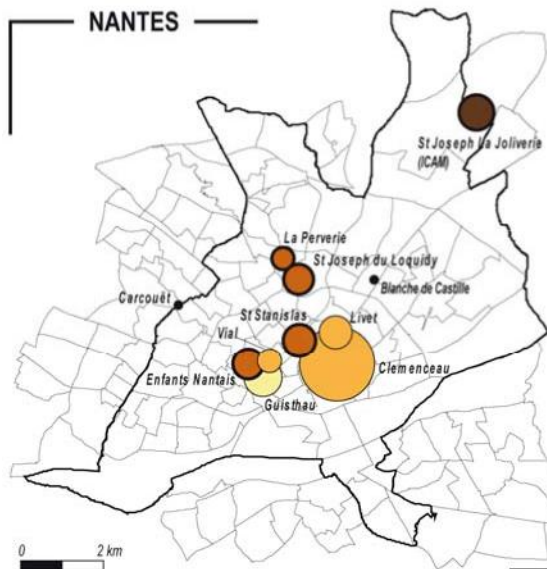 NANTES
St Joseph La Joliverie
(ICAM)
La Perverie
St Joseph du Loquidy
Blanche de Castille
Carcouët
St Stanislas
Livet
Vial
Clemenceau
Enfants Nantais
Guisthau
0 2 km